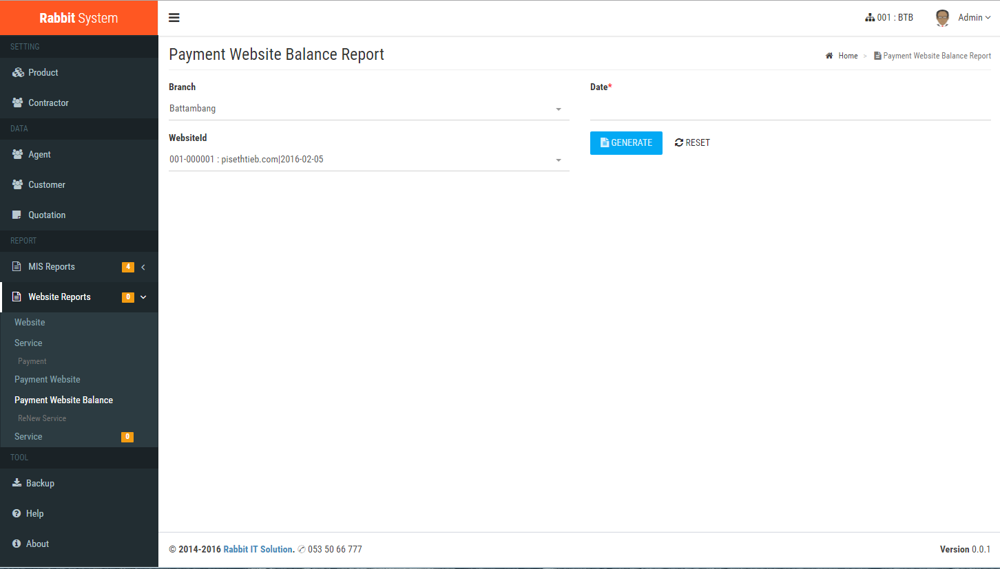 Rabbit System
001 : BTB
Admin
SETTING
Product
Contractor
DATA
Agent
Customer
Quotation
REPORT
MIS Reports 4
Website Reports 0
Website
Service
Payment
Payment Website
Payment Website Balance
ReNew Service
Service 0
TOOL
Backup
Help
About
Payment Website Balance Report
Home > Payment Website Balance Report
Branch
Battambang
WebsiteId
001-000001 : pisethtieb.com|2016-02-05
Date*
GENERATE RESET
© 2014-2016 Rabbit IT Solution. ✆ 053 50 66 777
Version 0.0.1